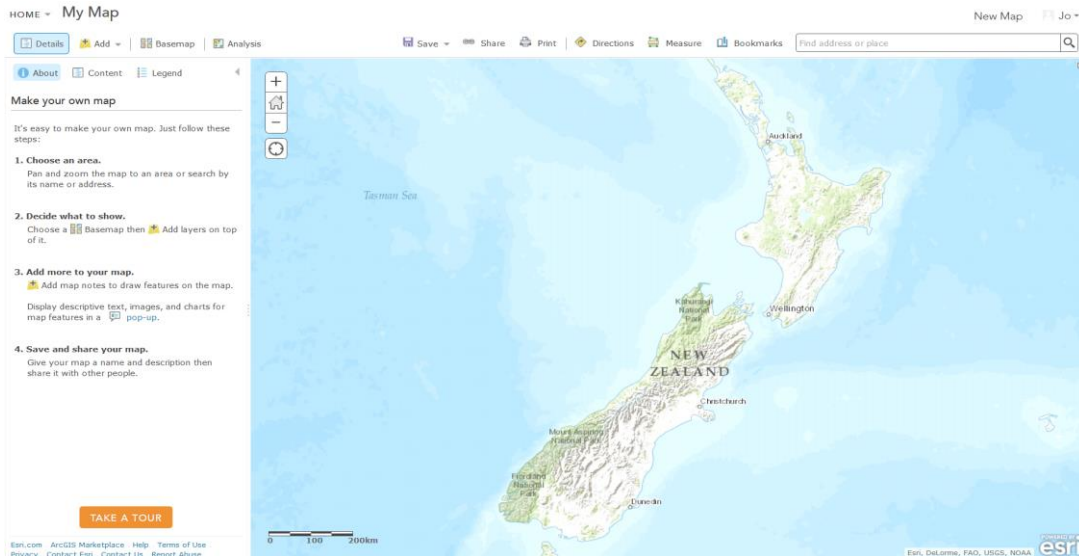 HOME My Map
New Map Jo
Details Add Basemap Analysis
Save Share Print Directions Measure Bookmarks Find address or place
About Content Legend
Make your own map
It's easy to make your own map. Just follow these
steps:
1. Choose an area.
Pan and zoom the map to an area or search by
its name or address.
2. Decide what to show.
Choose a Basemap then Add layers on top
of it.
3. Add more to your map.
Add map notes to draw features on the map.
Display descriptive text, images, and charts for
map features in a pop-up.
4. Save and share your map.
Give your map a name and description then
share it with other people.
TAKE A TOUR
Esri.com ArcGIS Marketplace Help Terms of Use
Privacy Contact Esri Contact Us Report Abuse
Auckland
Tasman Sea
Kahurangi
National
Park
Wellington
NEW
ZEALAND
Christchurch
Mount Aspiring
National Park
Fiordland
National
Park
Dunedin
0 100 200km
Esri, DeLorme, FAO, USGS, NOAA
POWERED BY
esri